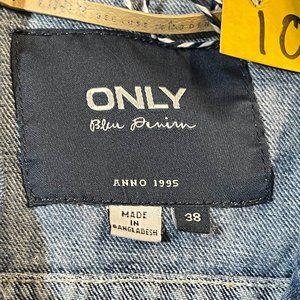 10
ONLY
Blue Denim
ANNO 1995
MADE IN
BANGLADESH
38